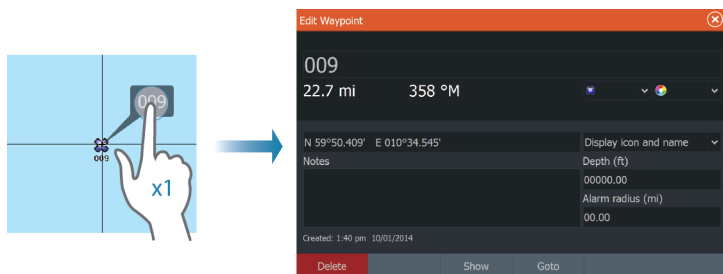 009
009
x1
Edit Waypoint
009
22.7 mi 358 °M
N 59°50.409' E 010°34.545' Display icon and name
Notes Depth (ft)
00000.00
Alarm radius (mi)
00.00
Created: 1:40 pm 10/01/2014
Delete Show Goto